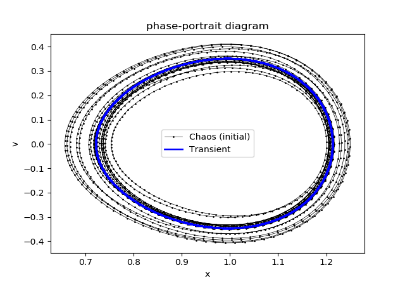 phase-portrait diagram
0.4
0.3
0.2
0.1
0.0
−0.1
−0.2
−0.3
−0.4
v
Chaos (initial)
Transient
0.7 0.8 0.9 1.0 1.1 1.2
x